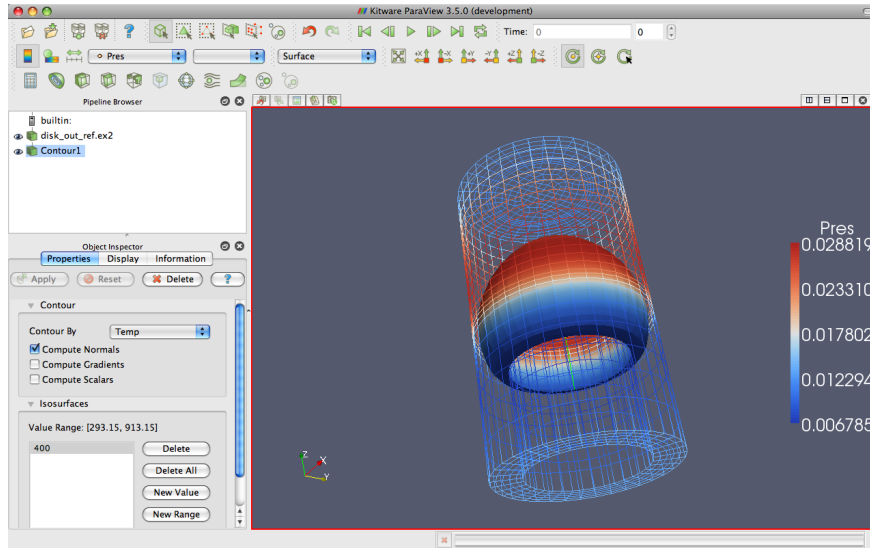 Kitware ParaView 3.5.0 (development)
Time: 0 0
Pres Surface +X -X +Y -Y +Z -Z
Pipeline Browser
builtin:
disk_out_ref.ex2
Contour1
Object Inspector
Properties Display Information
Apply Reset Delete ?
Contour
Contour By Temp
Compute Normals
Compute Gradients
Compute Scalars
Isosurfaces
Value Range: [293.15, 913.15]
400 Delete
Delete All
New Value
New Range
Pres
0.028819
0.023310
0.017802
0.012294
0.006785
Z
X
Y